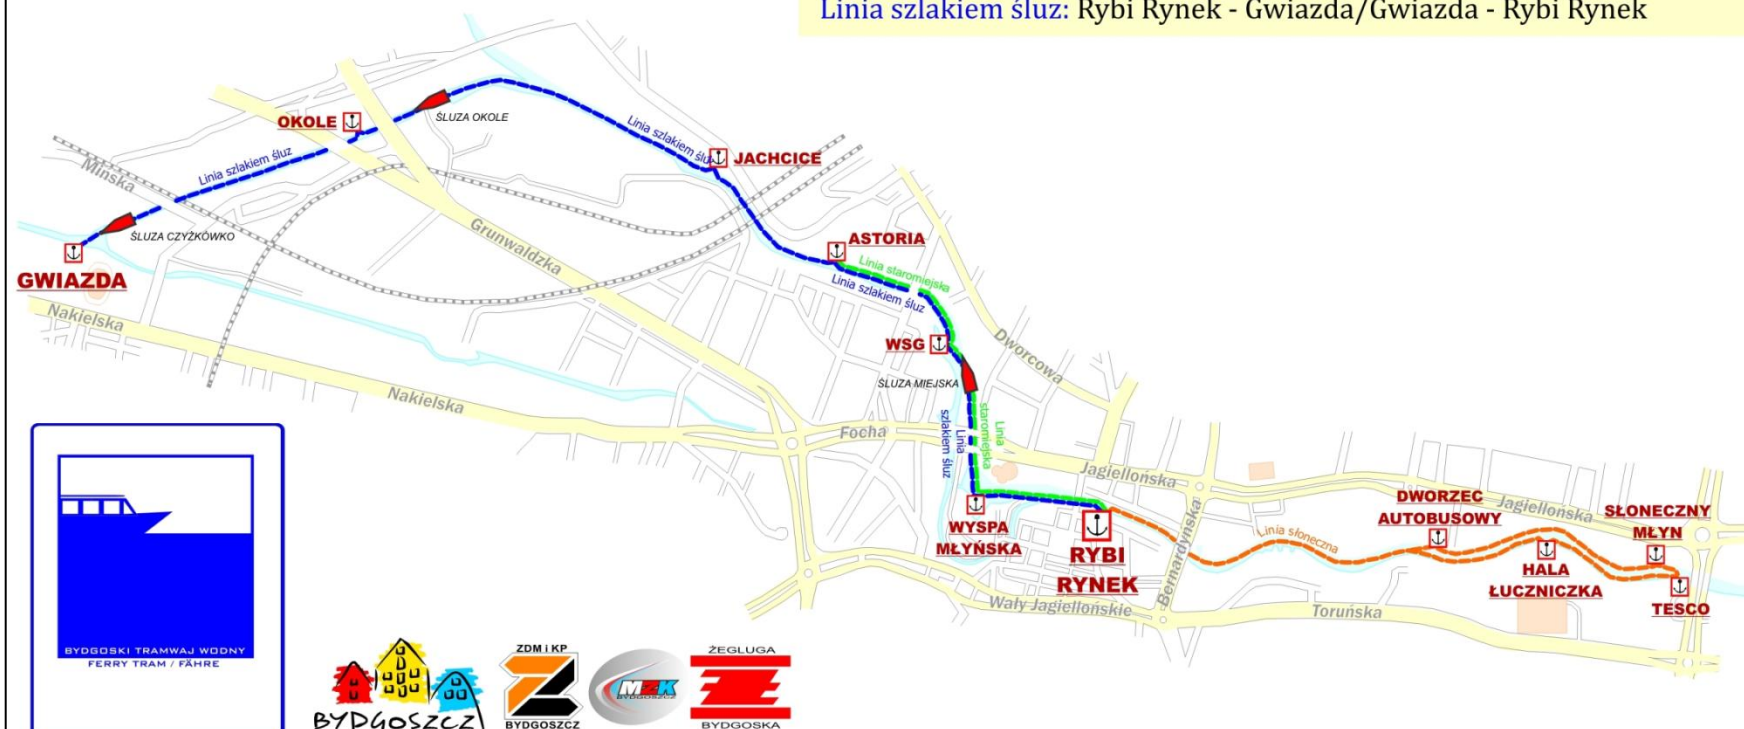 Linia szlakiem śluz: Rybi Rynek - Gwiazda/Gwiazda - Rybi Rynek
OKOLE
ŚLUZA OKOLE
Linia szlakiem śluz
Linia szlakiem śluz
JACHCICE
Mińska
ŚLUZA CZYŻKÓWKO
GWIAZDA
Grunwaldzka
ASTORIA
Linia staromiejska
Linia szlakiem śluz
Nakielska
Nakielska
WSG
ŚLUZA MIEJSKA
Dworcowa
Focha
Linia
szlakiem śluz
Linia
staromiejska
Jagiellońska
WYSPA
MŁYŃSKA
RYBI
RYNEK
Bernardyńska
Wały Jagiellońskie
Linia słoneczna
DWORZEC
AUTOBUSOWY
Jagiellońska
SŁONECZNY
MŁYN
HALA
ŁUCZNICZKA
TESCO
Toruńska
BYDGOSKI TRAMWAJ WODNY
FERRY TRAM / FÄHRE
BYDGOSZCZ
ZDM i KP
BYDGOSZCZ
MZK
BYDGOSZCZ
ŻEGLUGA
BYDGOSKA